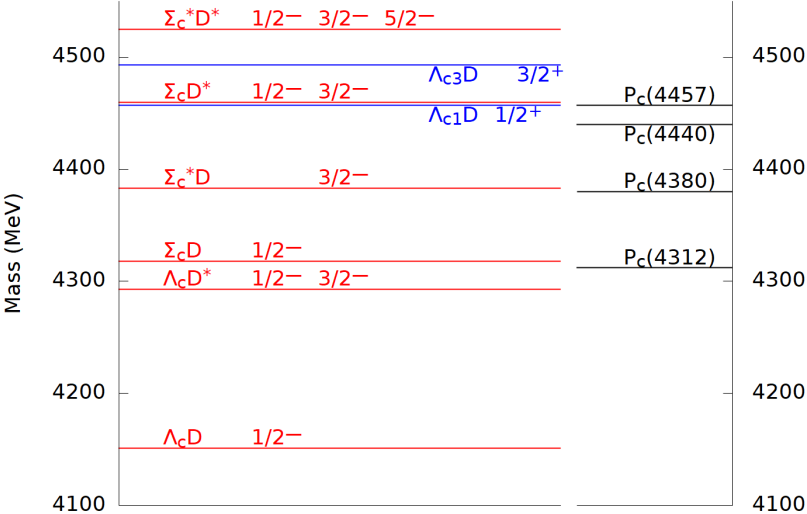 Σc*D* 1/2− 3/2− 5/2−
4500
4500
Λc3D 3/2+
ΣcD* 1/2− 3/2−
Pc(4457)
Λc1D 1/2+
Pc(4440)
4400
4400
Σc*D 3/2−
Pc(4380)
Mass (MeV)
ΣcD 1/2−
Pc(4312)
4300
4300
ΛcD* 1/2− 3/2−
4200
4200
ΛcD 1/2−
4100
4100